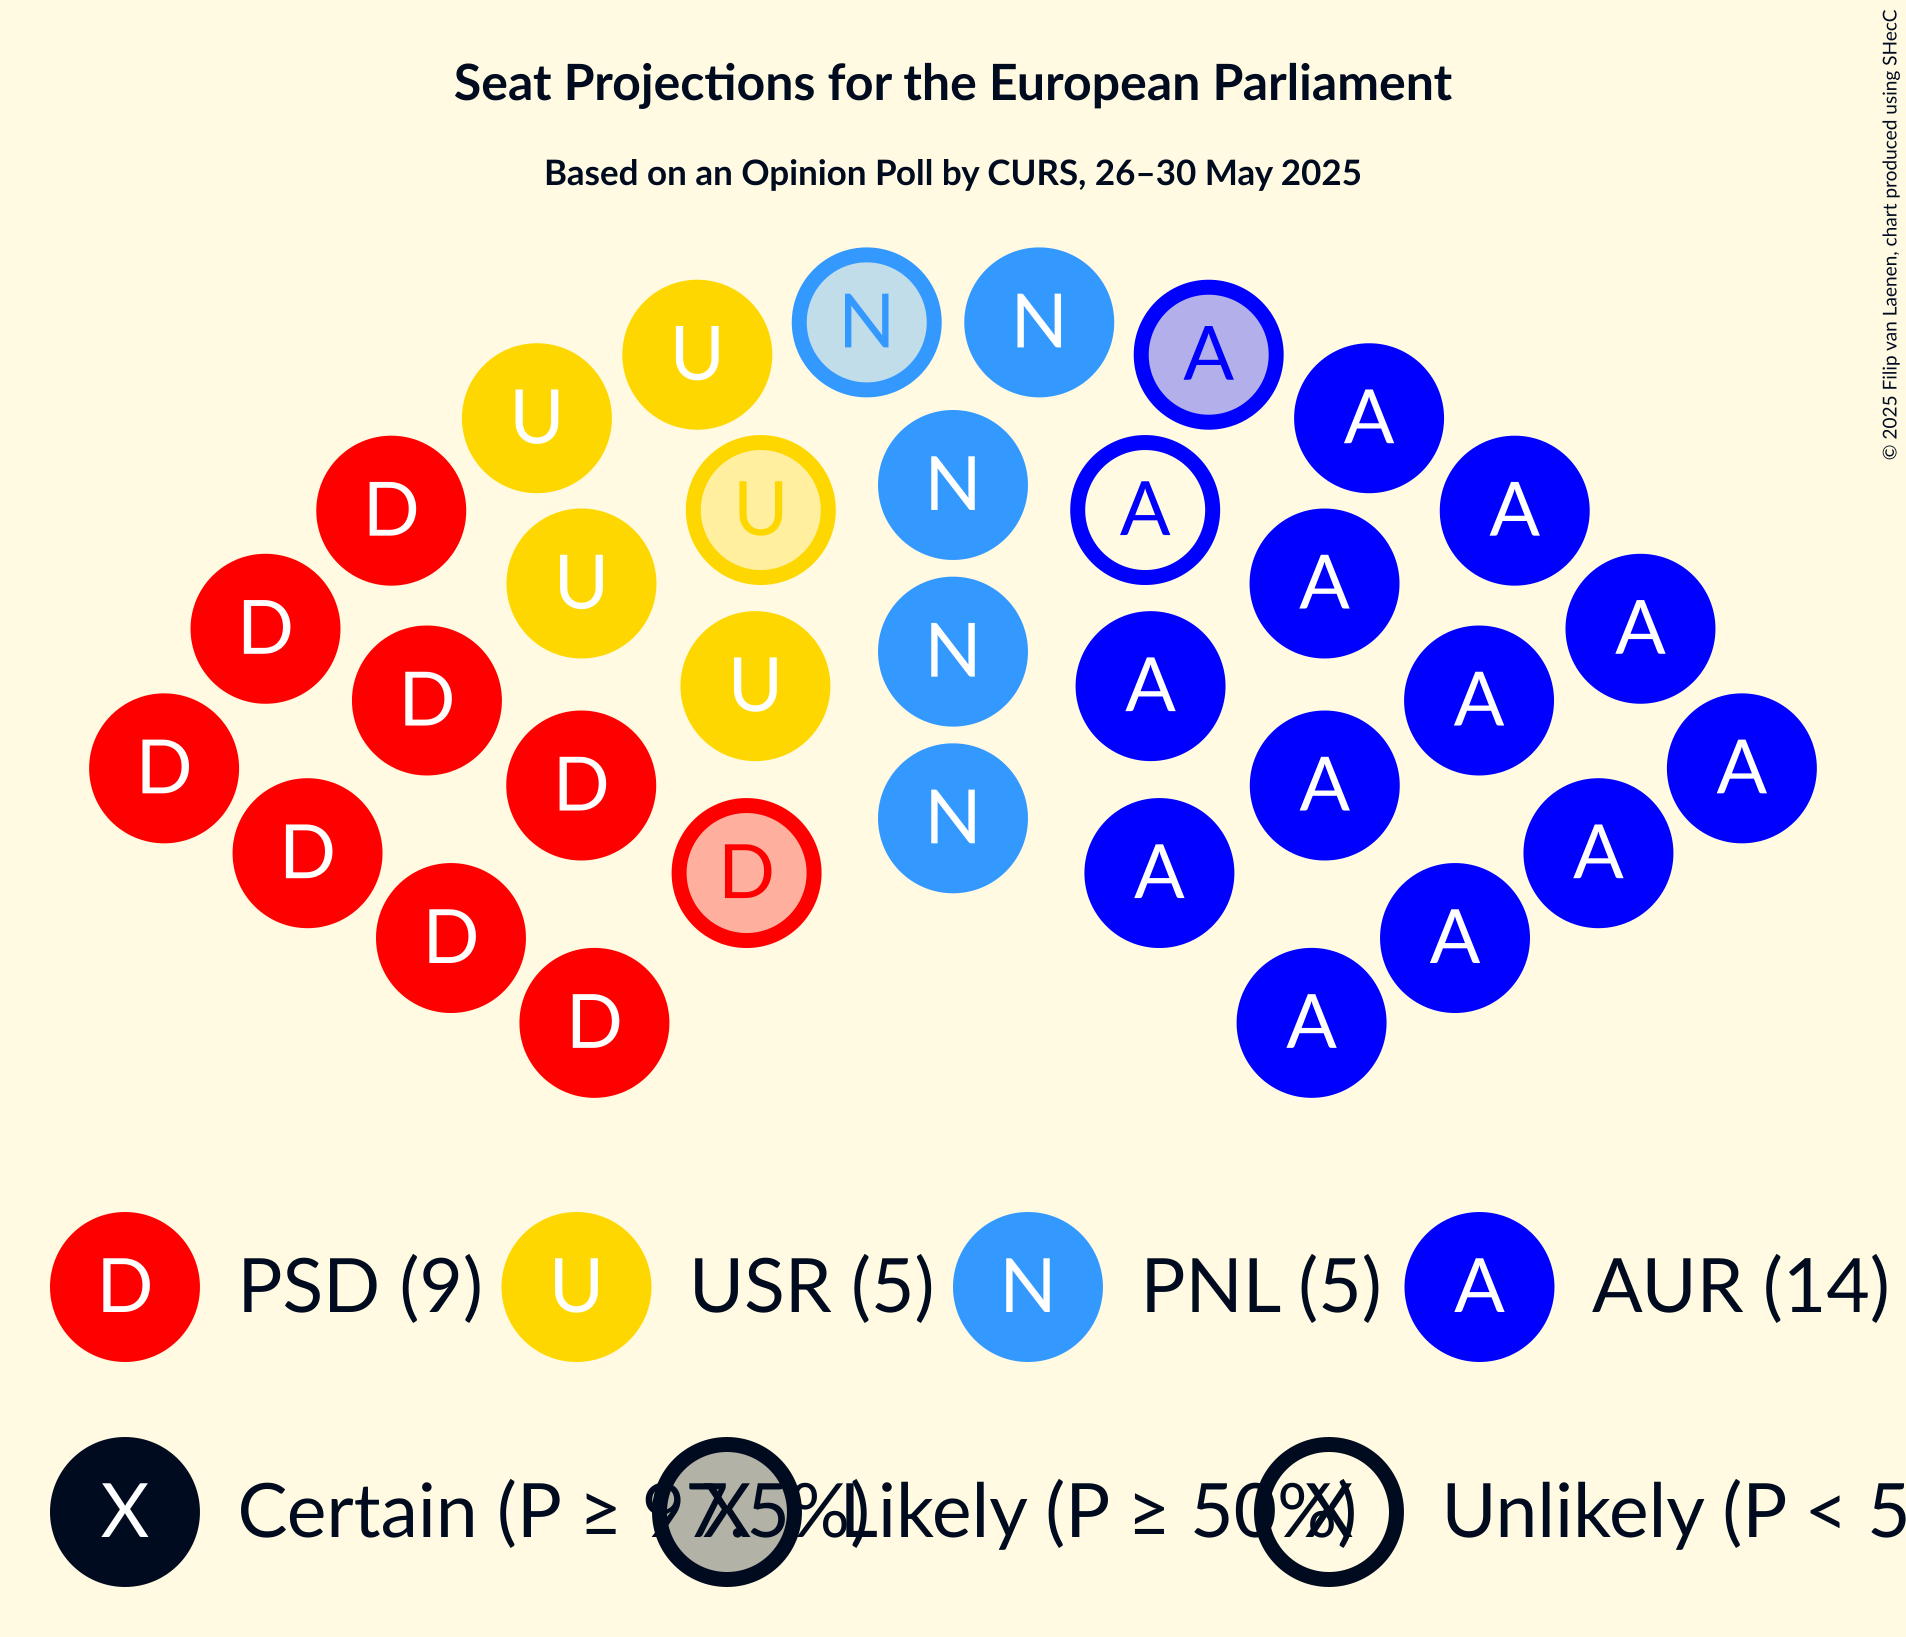 Seat Projections for the European Parliament
Based on an Opinion Poll by CURS, 26–30 May 2025
© 2025 Filip van Laenen, chart produced using SHecC
N N
U A
U A
N
D U A A
U A
D N A
D U A A
D A
D N A
D A
D A
D A
D A
D PSD (9) U USR (5) N PNL (5) A AUR (14)
X Certain (P ≥ 97.5%) X Likely (P ≥ 50%) X Unlikely (P < 5